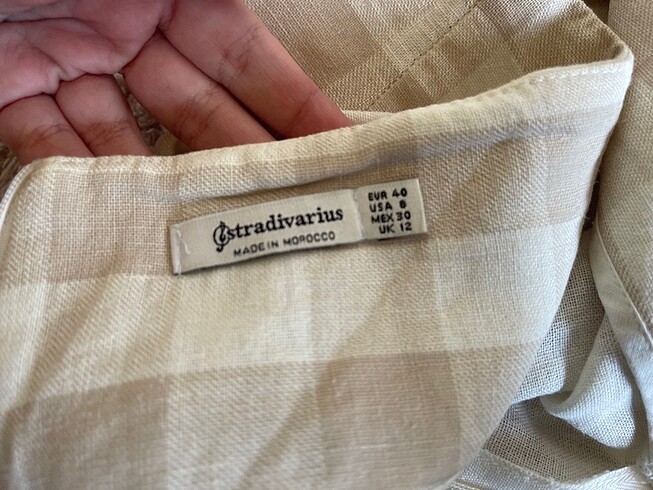 stradivarius
MADE IN MOROCCO
EUR 40
USA 8
MEX 30
UK 12